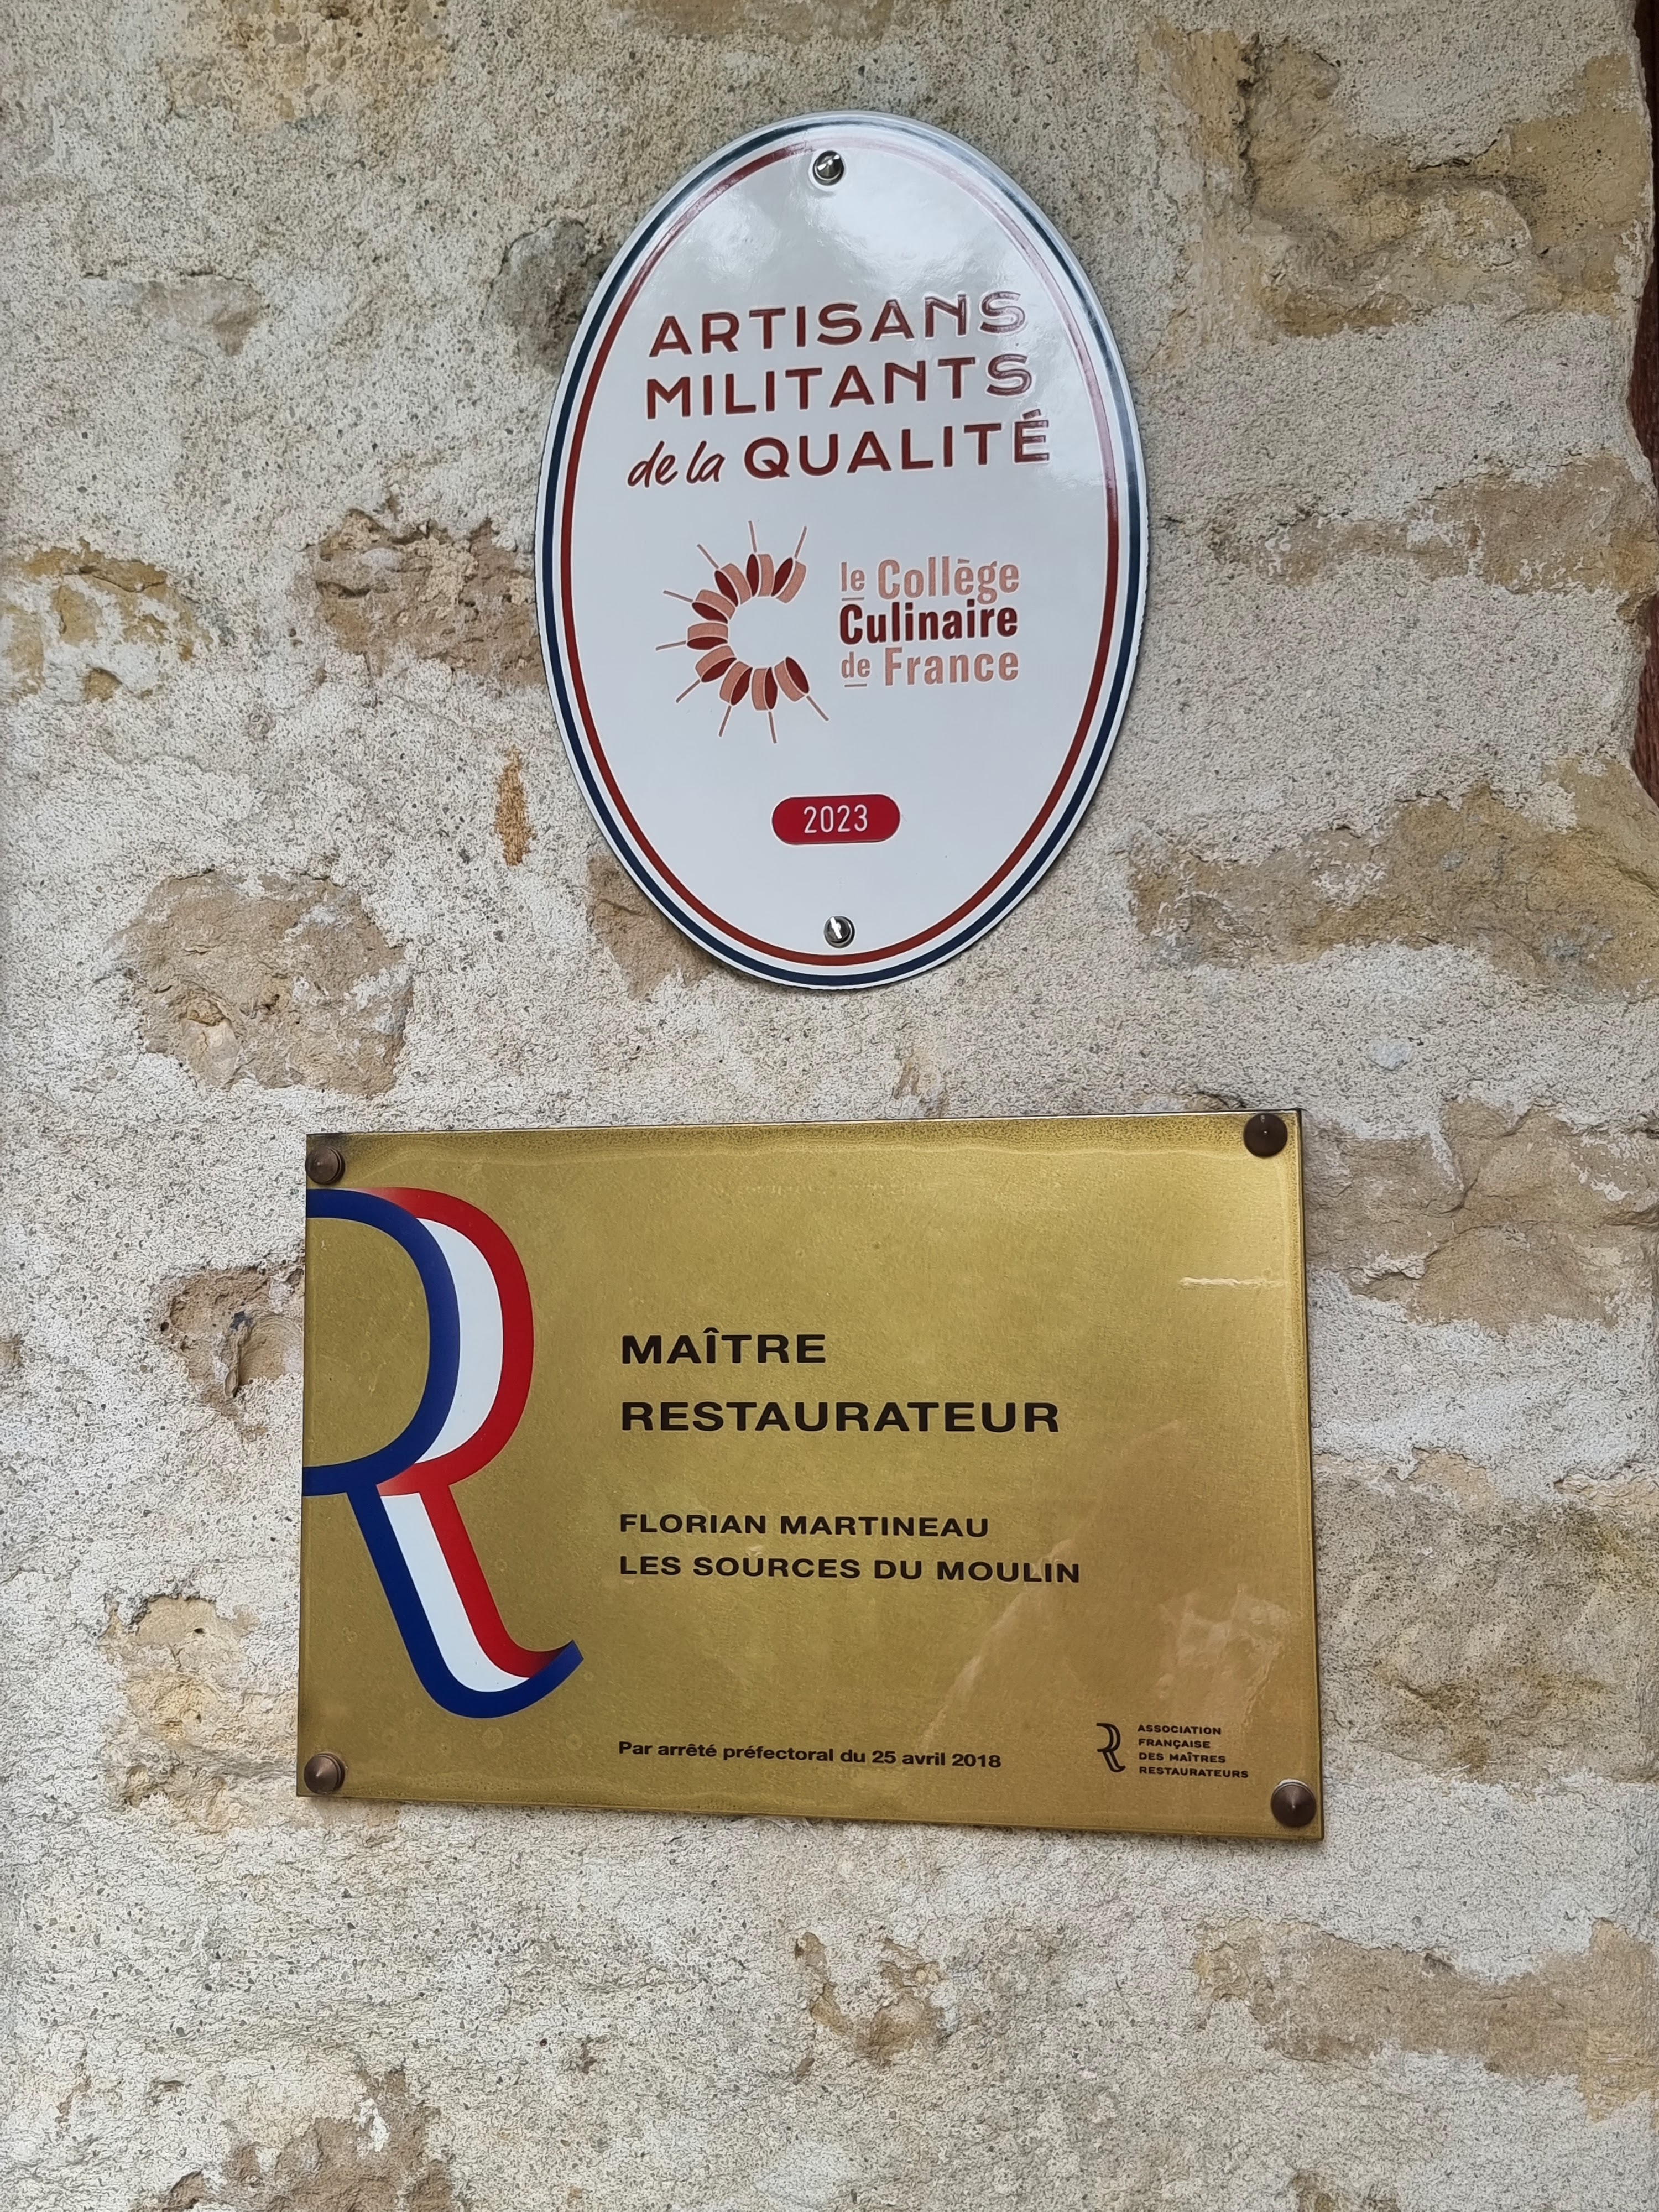 ARTISANS
MILITANTS
de la QUALITÉ
le Collège
Culinaire
de France
2023
R
MAÎTRE
RESTAURATEUR
FLORIAN MARTINEAU
LES SOURCES DU MOULIN
Par arrêté préfectoral du 25 avril 2018
R
ASSOCIATION
FRANÇAISE
DES MAÎTRES
RESTAURATEURS